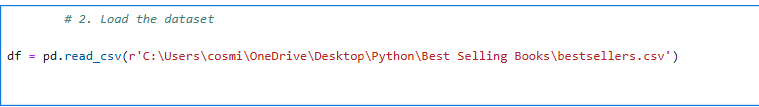 # 2. Load the dataset
df = pd.read_csv(r'C:\Users\cosmi\OneDrive\Desktop\Python\Best Selling Books\bestsellers.csv')